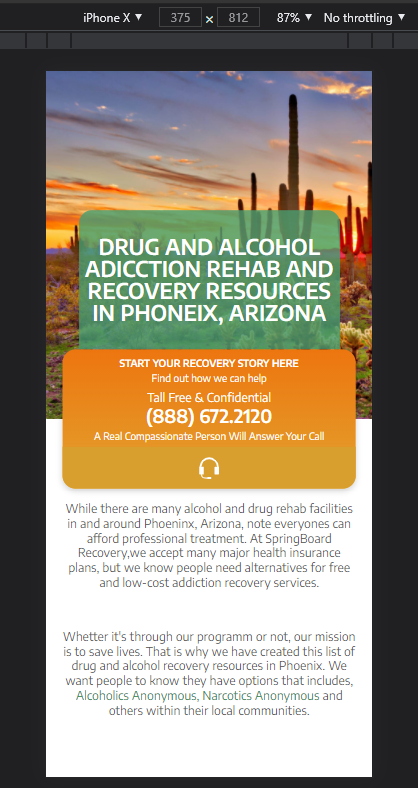 iPhone X ▼ 375 × 812 87% ▼ No throttling ▼
DRUG AND ALCOHOL
ADICCTION REHAB AND
RECOVERY RESOURCES
IN PHONEIX, ARIZONA
START YOUR RECOVERY STORY HERE
Find out how we can help
Tall Free & Confidential
(888) 672.2120
A Real Compassionate Person Will Answer Your Call
While there are many alcohol and drug rehab facilities
in and around Phoeninx, Arizona, note everyones can
afford professional treatment. At SpringBoard
Recovery,we accept many major health insurance
plans, but we know people need alternatives for free
and low-cost addiction recovery services.
Whether it's through our programm or not, our mission
is to save lives. That is why we have created this list of
drug and alcohol recovery resources in Phoenix. We
want people to know they have options that includes,
Alcoholics Anonymous, Narcotics Anonymous and
others within their local communities.